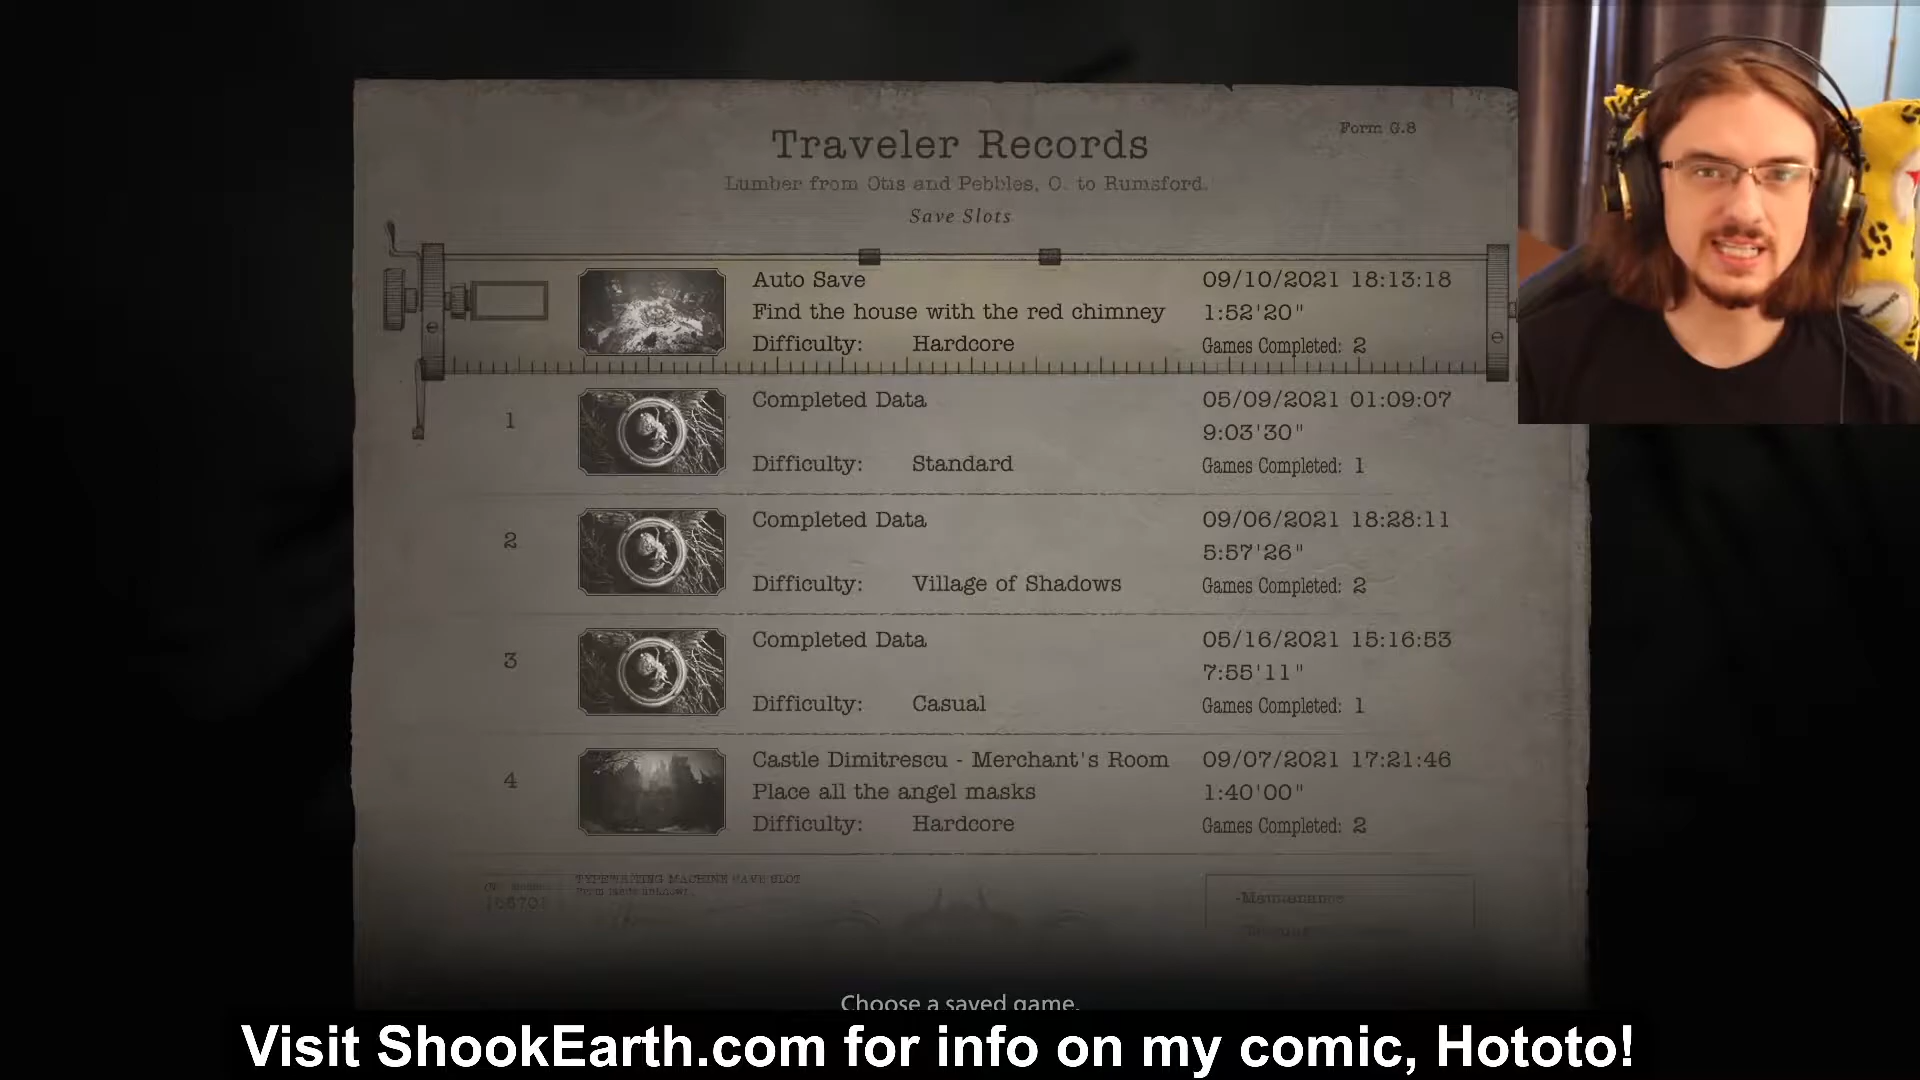 Traveler Records
Form G.8
Lumber from Otis and Pebbles, O. to Rumsford.
Save Slots
Auto Save
09/10/2021 18:13:18
Find the house with the red chimney
1:52'20"
Difficulty: Hardcore
Games Completed: 2
1
Completed Data
05/09/2021 01:09:07
9:03'30"
Difficulty: Standard
Games Completed: 1
2
Completed Data
09/06/2021 18:28:11
5:57'26"
Difficulty: Village of Shadows
Games Completed: 2
3
Completed Data
05/16/2021 15:16:53
7:55'11"
Difficulty: Casual
Games Completed: 1
4
Castle Dimitrescu - Merchant's Room
09/07/2021 17:21:46
Place all the angel masks
1:40'00"
Difficulty: Hardcore
Games Completed: 2
TYPEWRITING MACHINE SAVE SLOT
-Maintenance
Choose a saved game.
Visit ShookEarth.com for info on my comic, Hototo!